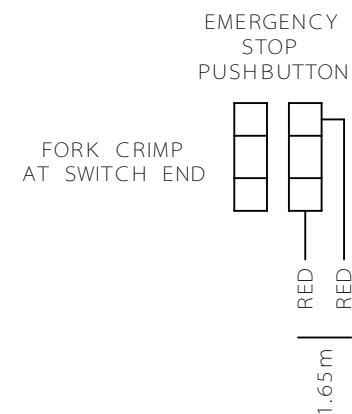 EMERGENCY
STOP
PUSHBUTTON
FORK CRIMP
AT SWITCH END
RED
RED
1.65m